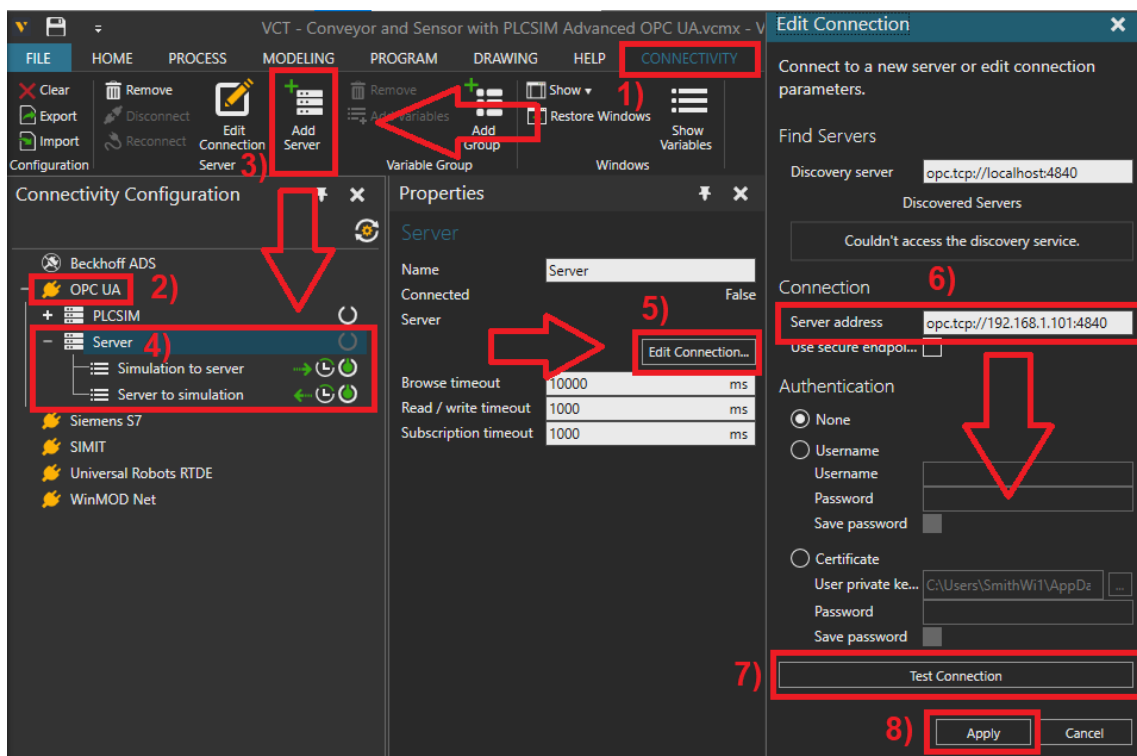 VCT - Conveyor and Sensor with PLCSIM Advanced OPC UA.vcmx - V
FILE HOME PROCESS MODELING PROGRAM DRAWING HELP CONNECTIVITY
1)
Clear
Export
Import
Configuration
Remove
Disconnect
Reconnect
Edit Connection
Server
3)
Add Server
Remove
Add Variables
Add Group
Variable Group
Show
Restore Windows
Show Variables
Windows
Connectivity Configuration
Beckhoff ADS
OPC UA
2)
PLCSIM
Server
4)
Simulation to server
Server to simulation
Siemens S7
SIMIT
Universal Robots RTDE
WinMOD Net
Properties
Server
Name Server
Connected False
Server
5)
Edit Connection...
Browse timeout 10000 ms
Read / write timeout 1000 ms
Subscription timeout 1000 ms
Edit Connection
Connect to a new server or edit connection
parameters.
Find Servers
Discovery server opc.tcp://localhost:4840
Discovered Servers
Couldn't access the discovery service.
Connection
6)
Server address opc.tcp://192.168.1.101:4840
Use secure endpoi...
Authentication
None
Username
Username
Password
Save password
Certificate
User private ke... C:\Users\SmithWi1\AppDa ...
Password
Save password
7)
Test Connection
8)
Apply Cancel